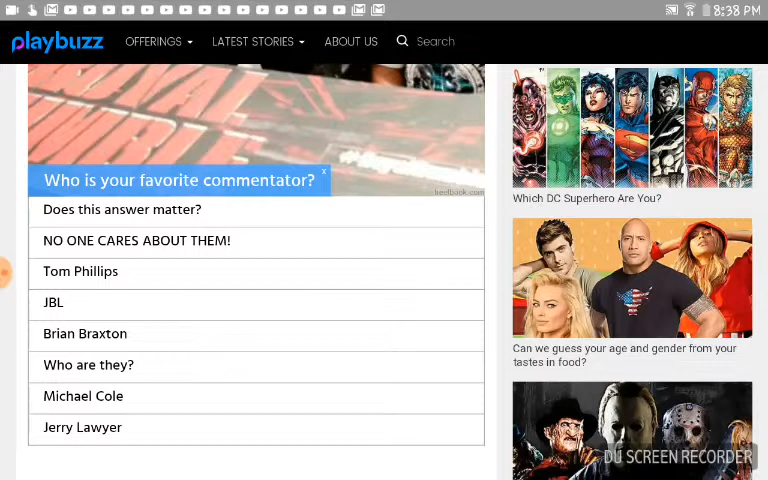 8:38 PM
playbuzz OFFERINGS LATEST STORIES ABOUT US Search
Who is your favorite commentator? x
Does this answer matter?
NO ONE CARES ABOUT THEM!
Tom Phillips
JBL
Brian Braxton
Who are they?
Michael Cole
Jerry Lawyer
Which DC Superhero Are You?
Can we guess your age and gender from your
tastes in food?
DU SCREEN RECORDER